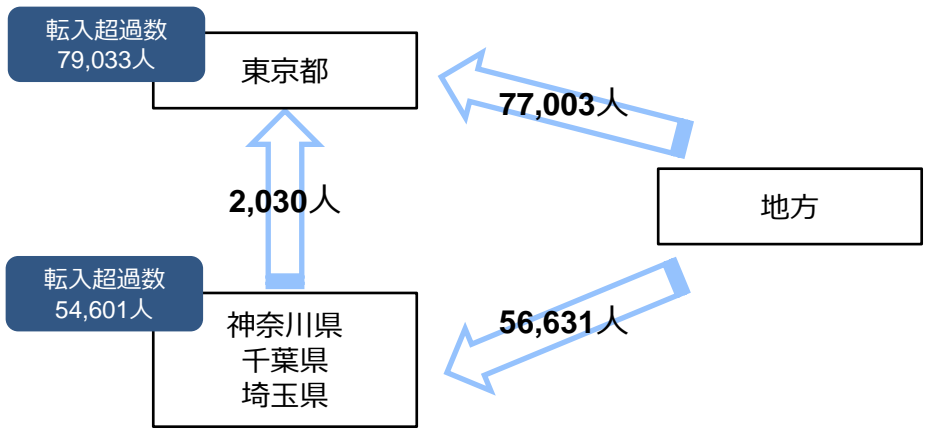 転入超過数
79,033人
東京都
77,003人
2,030人
地方
転入超過数
54,601人
神奈川県
千葉県
埼玉県
56,631人